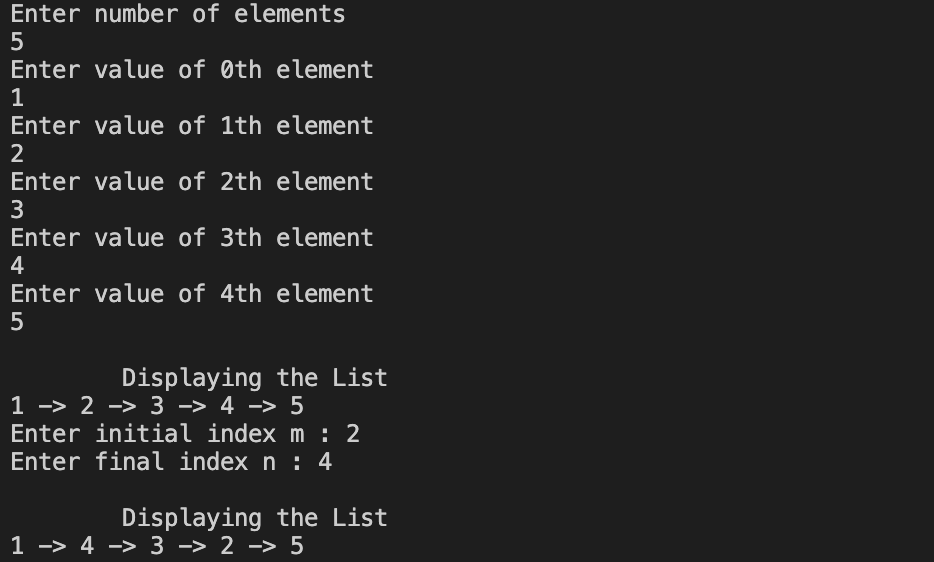 Enter number of elements
5
Enter value of 0th element
1
Enter value of 1th element
2
Enter value of 2th element
3
Enter value of 3th element
4
Enter value of 4th element
5
Displaying the List
1 -> 2 -> 3 -> 4 -> 5
Enter initial index m : 2
Enter final index n : 4
Displaying the List
1 -> 4 -> 3 -> 2 -> 5